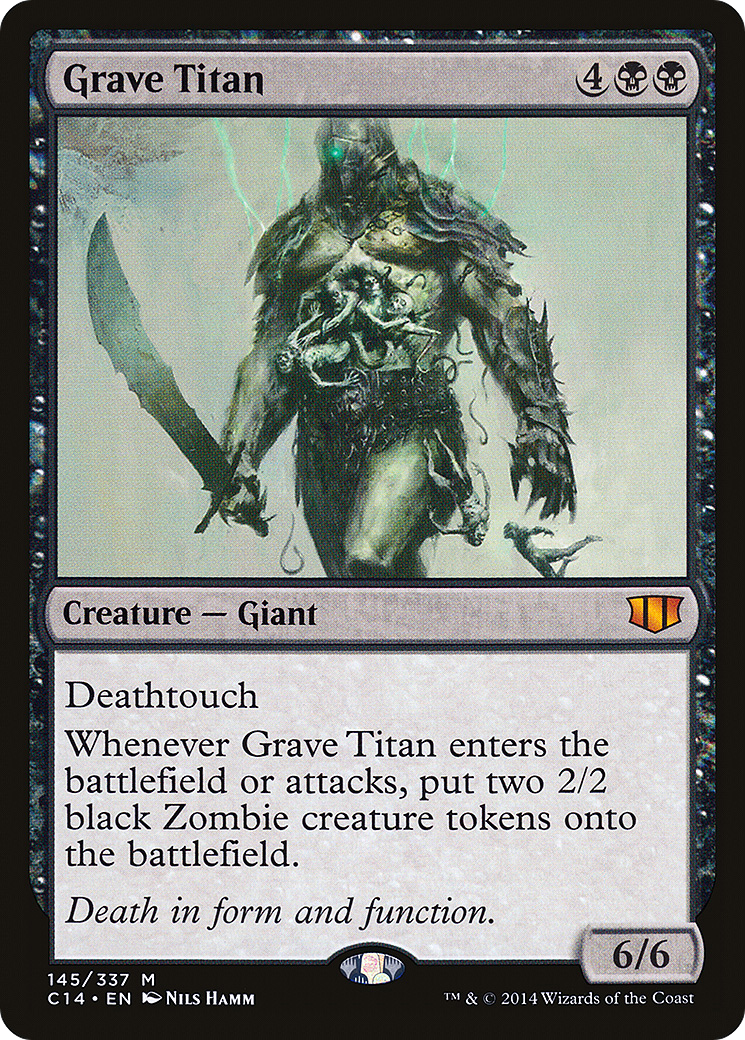 Grave Titan 4
Creature — Giant
Deathtouch
Whenever Grave Titan enters the
battlefield or attacks, put two 2/2
black Zombie creature tokens onto
the battlefield.
Death in form and function.
6/6
145/337 M
C14 • EN Nils Hamm
™ & © 2014 Wizards of the Coast